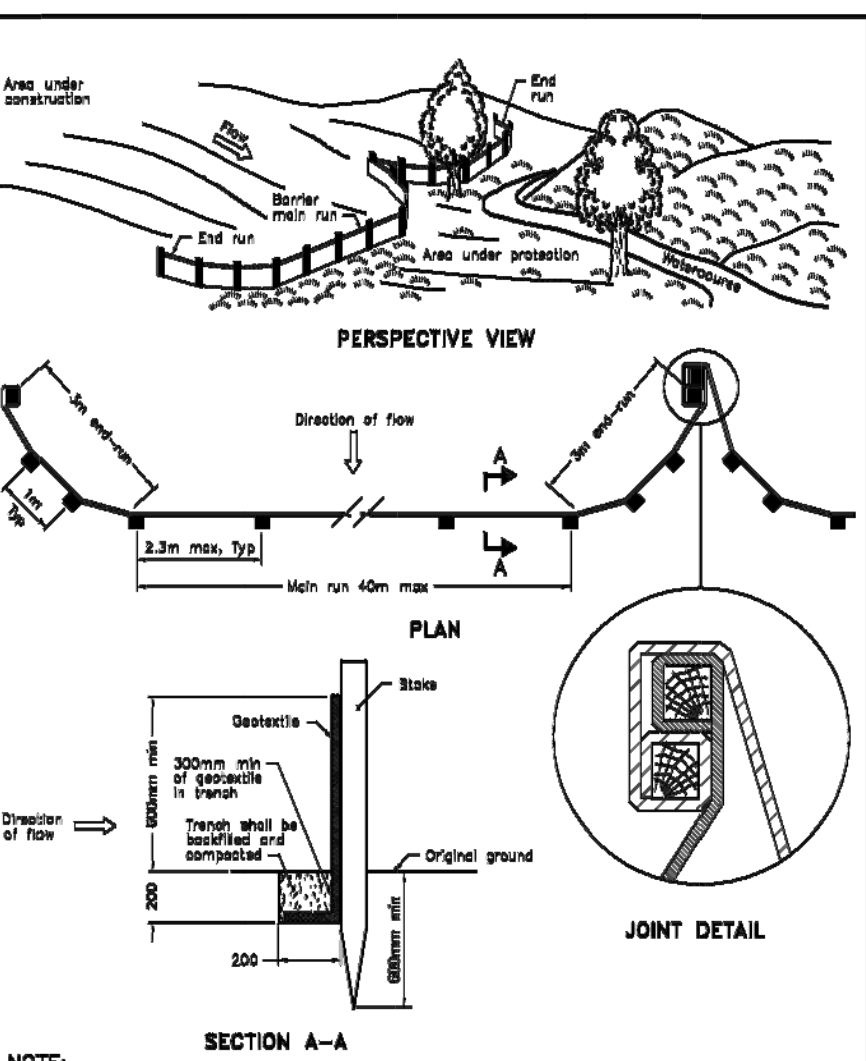 Area under
construction
Flow
End
run
Barrier
main run
End run
Area under protection
Watercourse
PERSPECTIVE VIEW
3m end-run
Direction of flow
3m end-run
A
1m
Typ
2.3m max, Typ
A
Main run 40m max
PLAN
Stake
Geotextile
300mm min
of geotextile
in trench
600mm min
Direction
of flow
Trench shall be
backfilled and
compacted
Original ground
200
600mm min
200
JOINT DETAIL
SECTION A-A
NOTE: